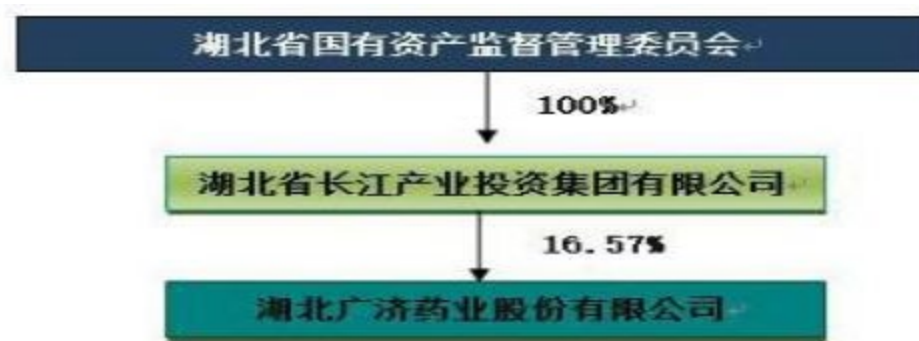 湖北省国有资产监督管理委员会
100%
湖北省长江产业投资集团有限公司
16.57%
湖北广济药业股份有限公司